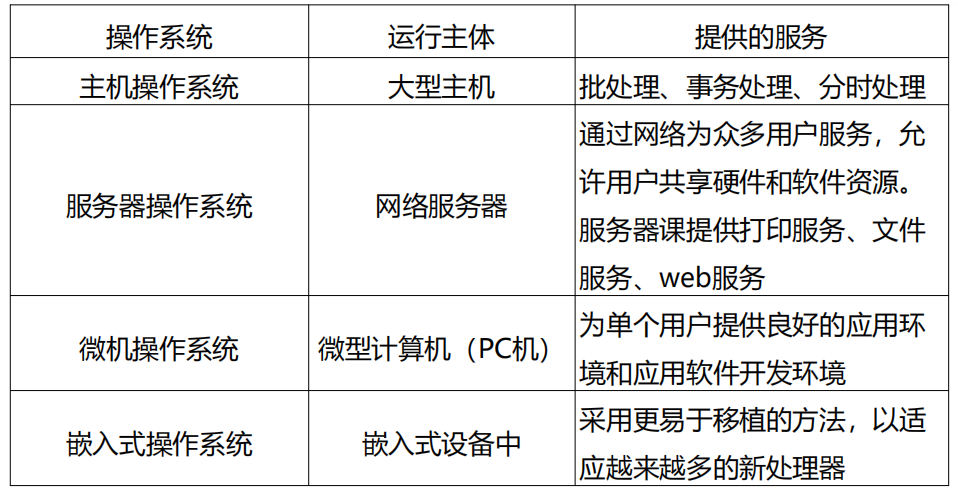 操作系统 运行主体 提供的服务
主机操作系统 大型主机 批处理、事务处理、分时处理
服务器操作系统 网络服务器 通过网络为众多用户服务，允
许用户共享硬件和软件资源。
服务器课提供打印服务、文件
服务、web服务
微机操作系统 微型计算机（PC机） 为单个用户提供良好的应用环
境和应用软件开发环境
嵌入式操作系统 嵌入式设备中 采用更易于移植的方法，以适
应越来越多的新处理器